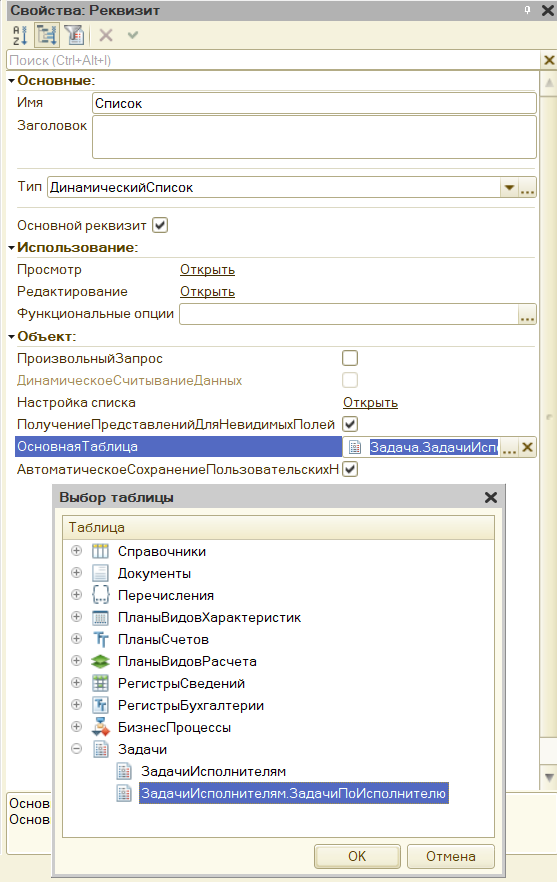 Свойства: Реквизит
Поиск (Ctrl+Alt+I)
Основные:
Имя Список
Заголовок
Тип ДинамическийСписок
Основной реквизит
Использование:
Просмотр Открыть
Редактирование Открыть
Функциональные опции
Объект:
ПроизвольныйЗапрос
ДинамическоеСчитываниеДанных
Настройка списка Открыть
ПолучениеПредставленийДляНевидимыхПолей
ОсновнаяТаблица Задача.ЗадачиИспо
АвтоматическоеСохранениеПользовательскихН
Выбор таблицы
Таблица
Справочники
Документы
Перечисления
ПланыВидовХарактеристик
ПланыСчетов
ПланыВидовРасчета
РегистрыСведений
РегистрыБухгалтерии
БизнесПроцессы
Задачи
ЗадачиИсполнителям
ЗадачиИсполнителям.ЗадачиПоИсполнителю
Основ
Основ
OK Отмена